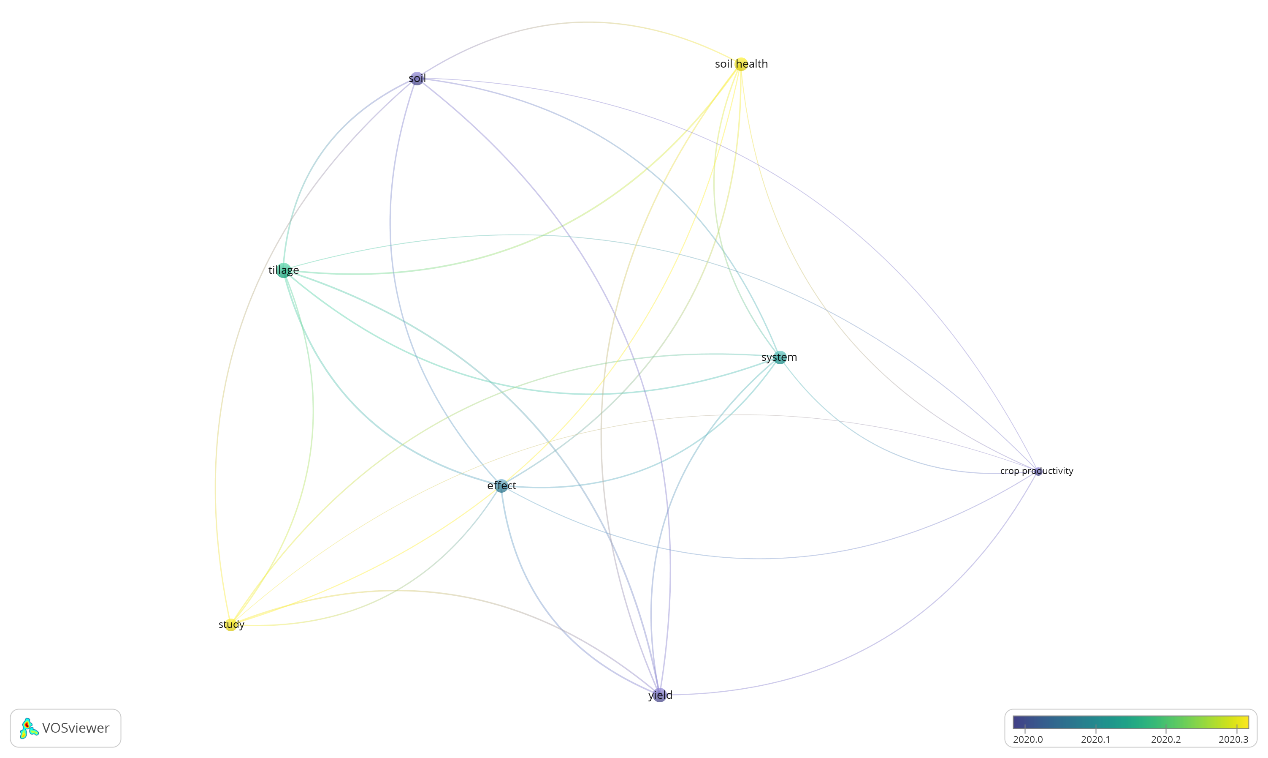 soil health
soil
tillage
system
crop productivity
effect
study
yield
VOSviewer
2020.0 2020.1 2020.2 2020.3